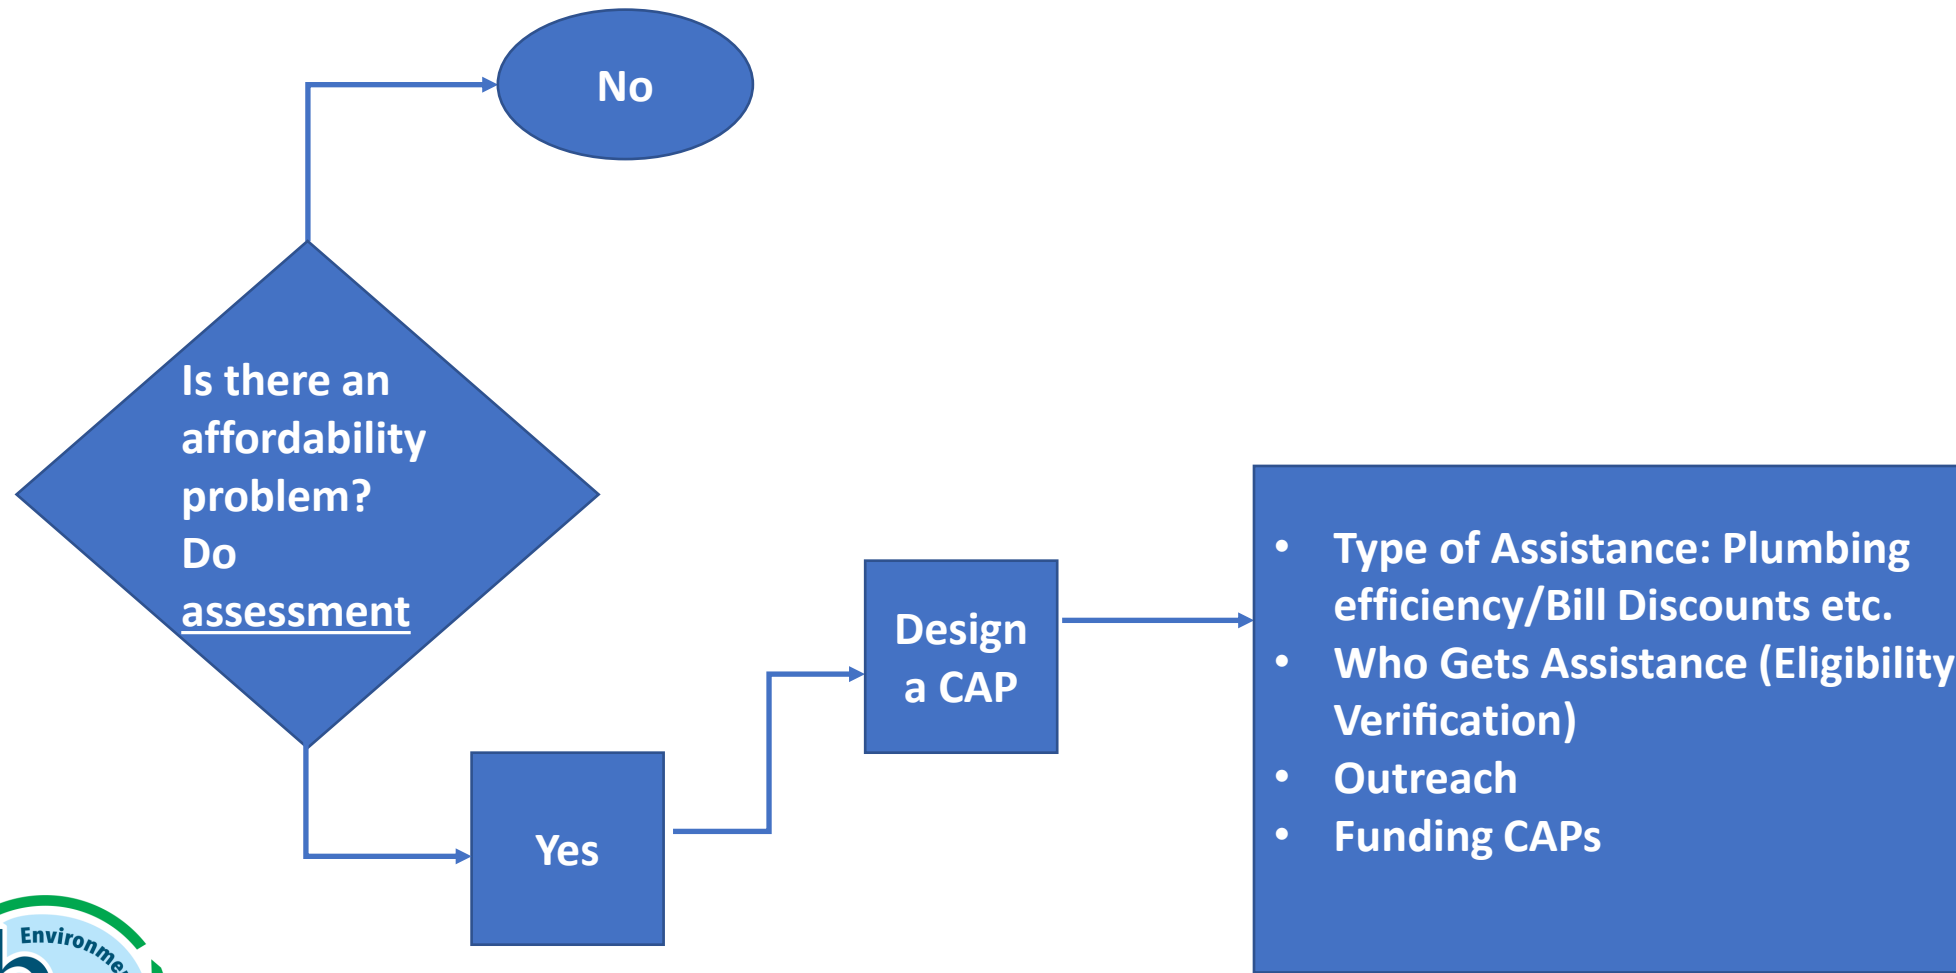 No
Is there an
affordability
problem?
Do
assessment
Design
a CAP
Yes
• Type of Assistance: Plumbing
efficiency/Bill Discounts etc.
• Who Gets Assistance (Eligibility
Verification)
• Outreach
• Funding CAPs